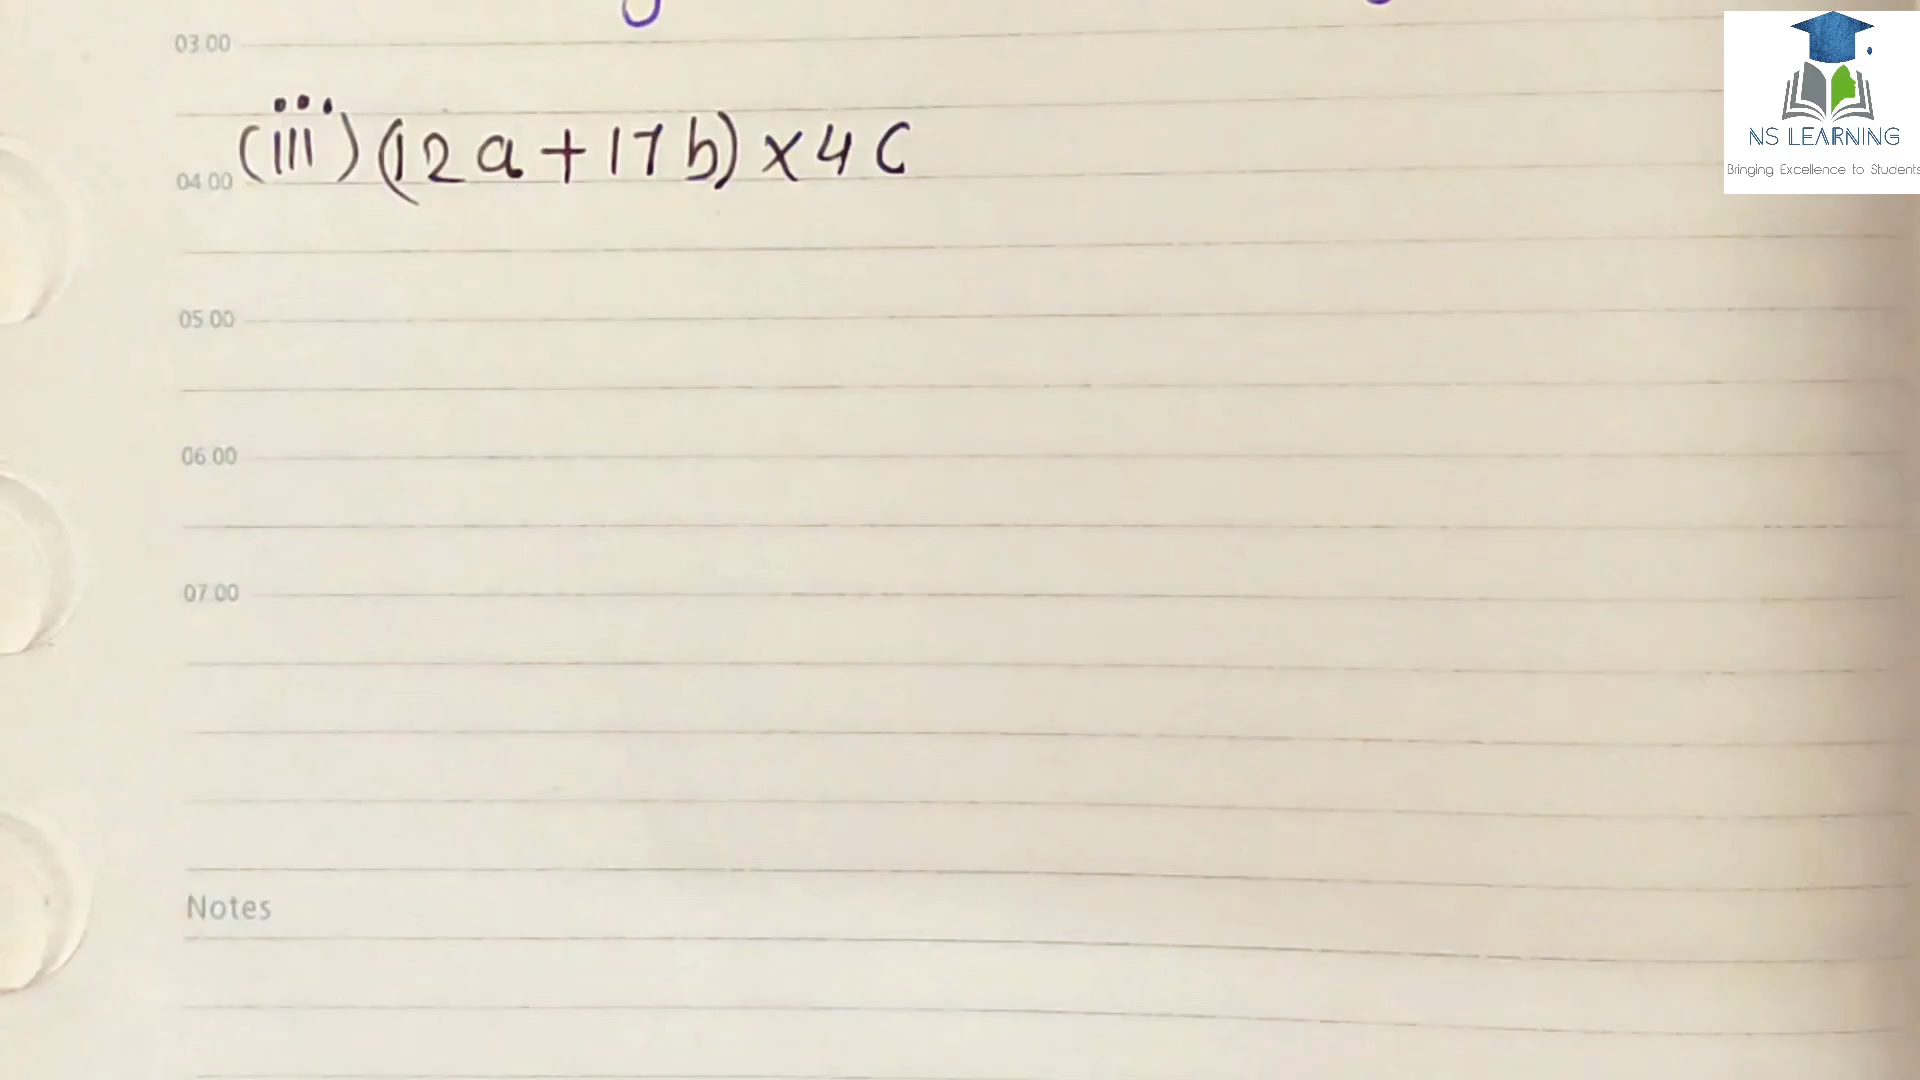 03 00
(iii) (12a + 17b) × 4c
04 00
05 00
06 00
07 00
Notes
NS LEARNING
Bringing Excellence to Students